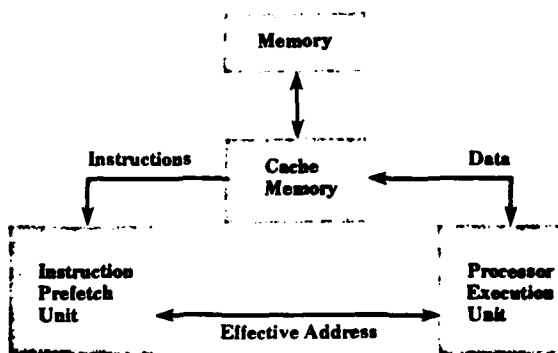 Memory
Instructions
Cache
Memory
Data
Instruction
Prefetch
Unit
Processor
Execution
Unit
Effective Address